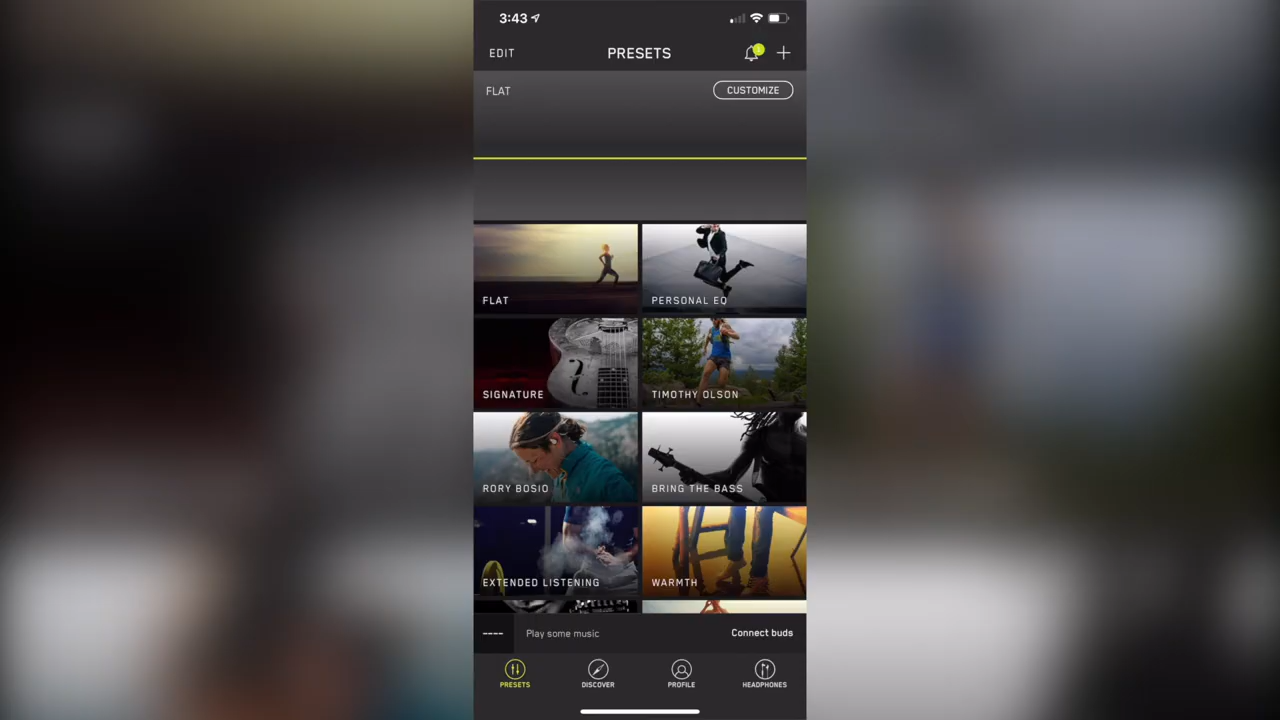 3:43
EDIT
PRESETS
1
FLAT
CUSTOMIZE
FLAT
PERSONAL EQ
SIGNATURE
TIMOTHY OLSON
RORY BOSIO
BRING THE BASS
EXTENDED LISTENING
WARMTH
----
Play some music
Connect buds
PRESETS
DISCOVER
PROFILE
HEADPHONES